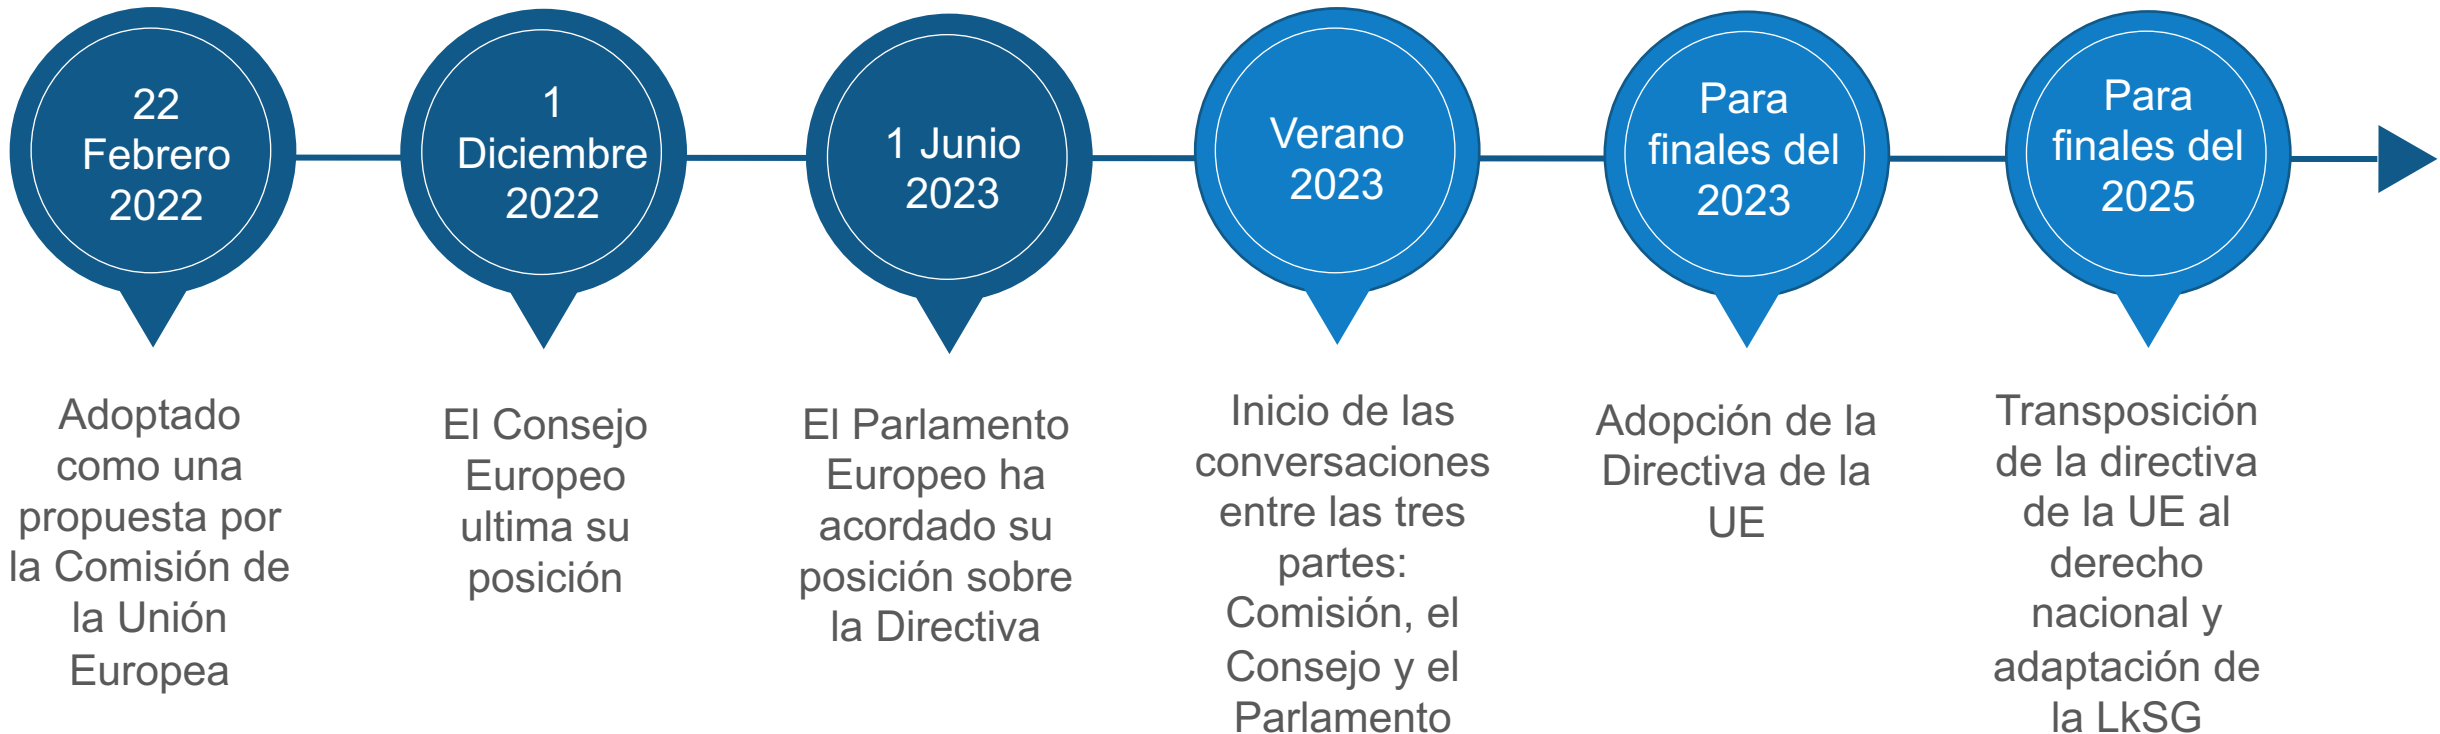 22
Febrero
2022
1
Diciembre
2022
1 Junio
2023
Verano
2023
Para
finales del
2023
Para
finales del
2025
Adoptado
como una
propuesta por
la Comisión de
la Unión
Europea
El Consejo
Europeo
ultima su
posición
El Parlamento
Europeo ha
acordado su
posición sobre
la Directiva
Inicio de las
conversaciones
entre las tres
partes:
Comisión, el
Consejo y el
Parlamento
Adopción de la
Directiva de la
UE
Transposición
de la directiva
de la UE al
derecho
nacional y
adaptación de
la LkSG